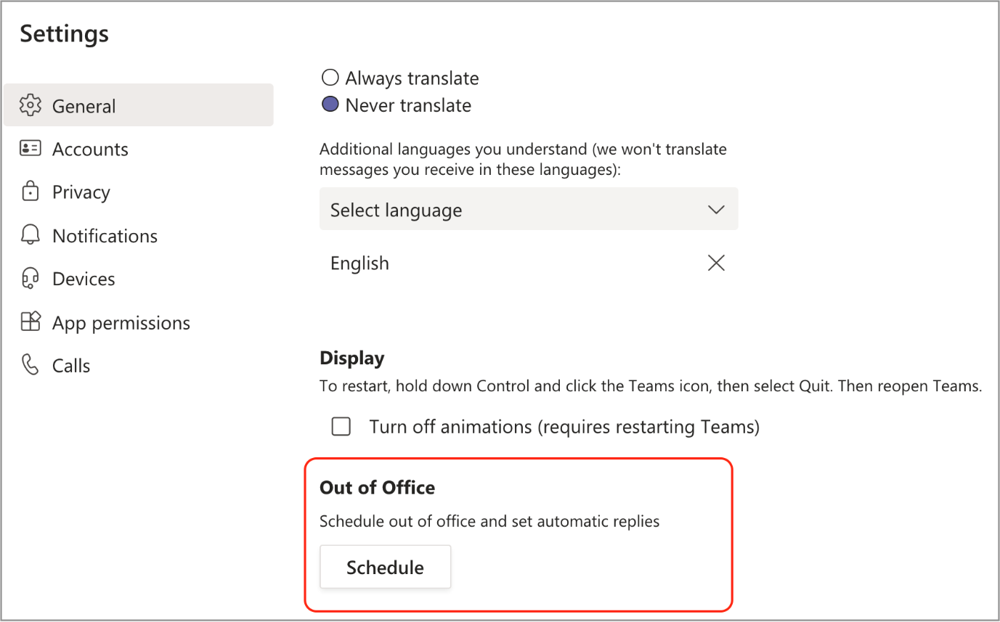 Settings
General
Accounts
Privacy
Notifications
Devices
App permissions
Calls
Always translate
Never translate
Additional languages you understand (we won't translate
messages you receive in these languages):
Select language
English
Display
To restart, hold down Control and click the Teams icon, then select Quit. Then reopen Teams.
Turn off animations (requires restarting Teams)
Out of Office
Schedule out of office and set automatic replies
Schedule